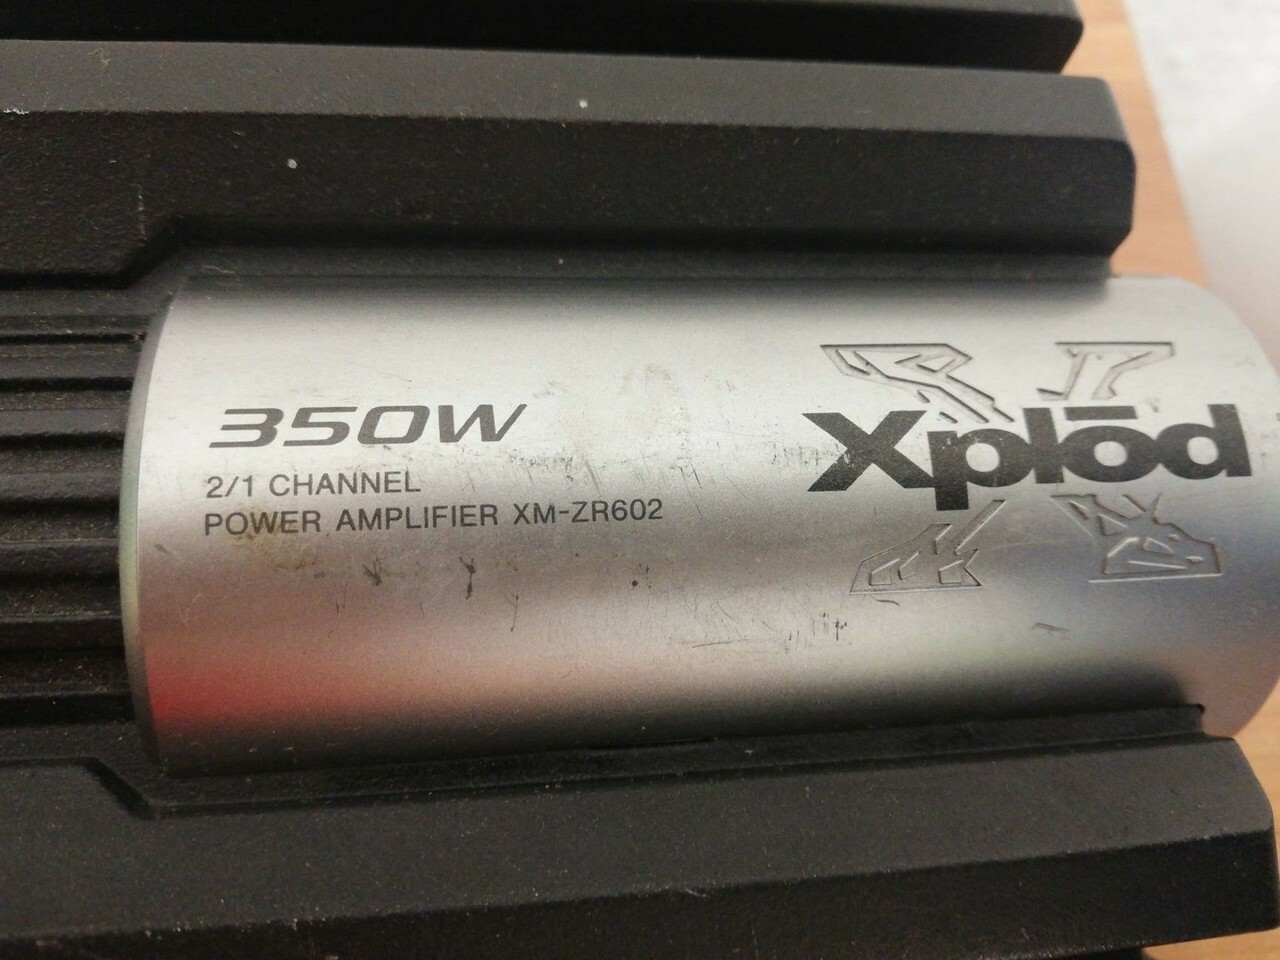 350W
2/1 CHANNEL
POWER AMPLIFIER XM-ZR602
Xplōd